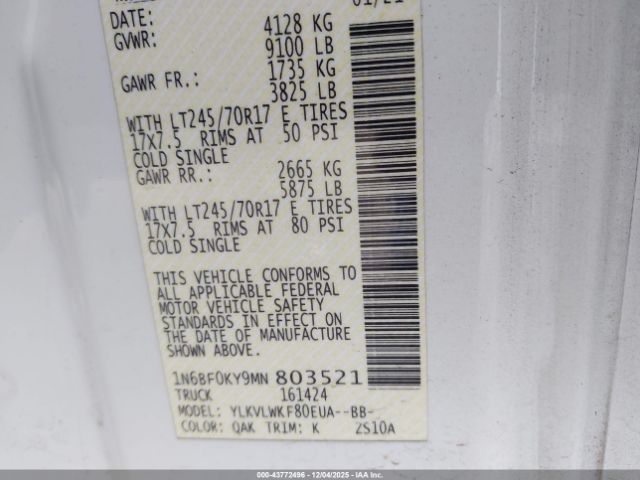 01/21
DATE:
GVWR: 4128 KG
9100 LB
GAWR FR.: 1735 KG
3825 LB
WITH LT245/70R17 E TIRES
17X7.5 RIMS AT 50 PSI
COLD SINGLE
GAWR RR.: 2665 KG
5875 LB
WITH LT245/70R17 E TIRES
17X7.5 RIMS AT 80 PSI
COLD SINGLE
THIS VEHICLE CONFORMS TO
ALL APPLICABLE FEDERAL
MOTOR VEHICLE SAFETY
STANDARDS IN EFFECT ON
THE DATE OF MANUFACTURE
SHOWN ABOVE.
1N6BF0KY9MN 803521
TRUCK 161424
MODEL: YLKVLWKF80EUA--BB-
COLOR: QAK TRIM: K 2S10A
000-43772496 - 12/04/2025 - IAAI.com